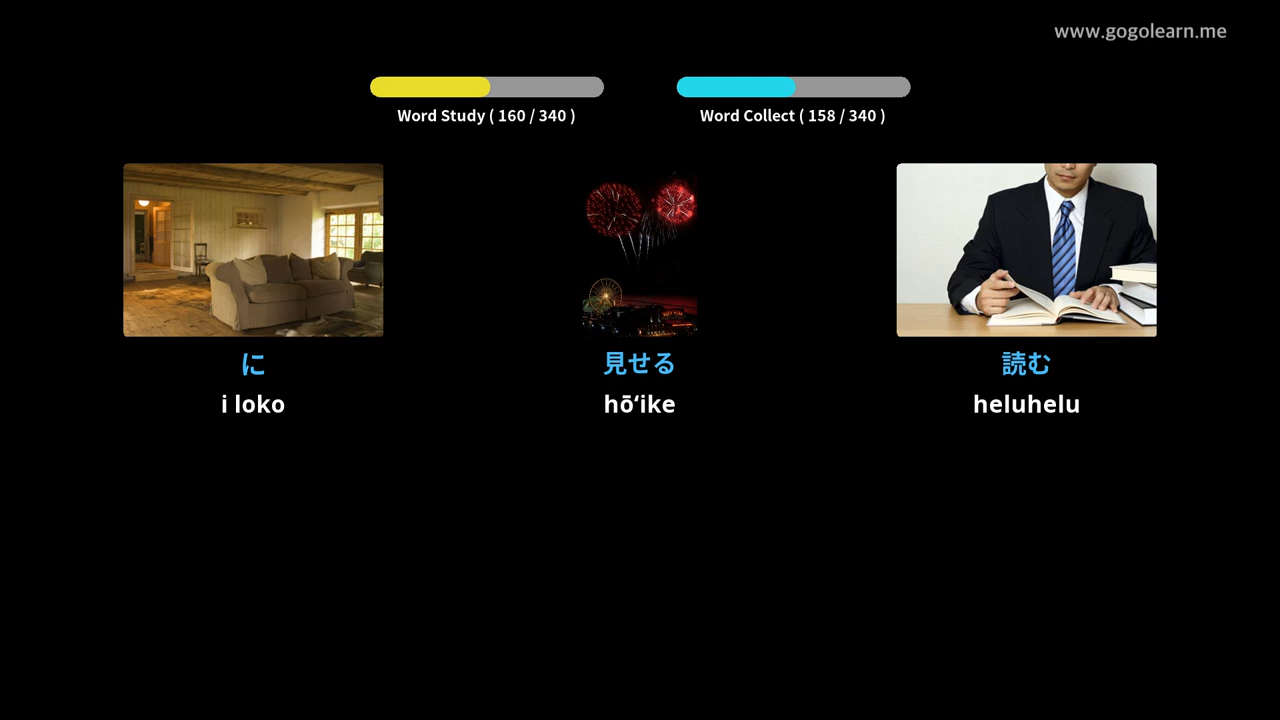 www.gogolearn.me
Word Study ( 160 / 340 )
Word Collect ( 158 / 340 )
に
見せる
読む
i loko
hōʻike
heluhelu